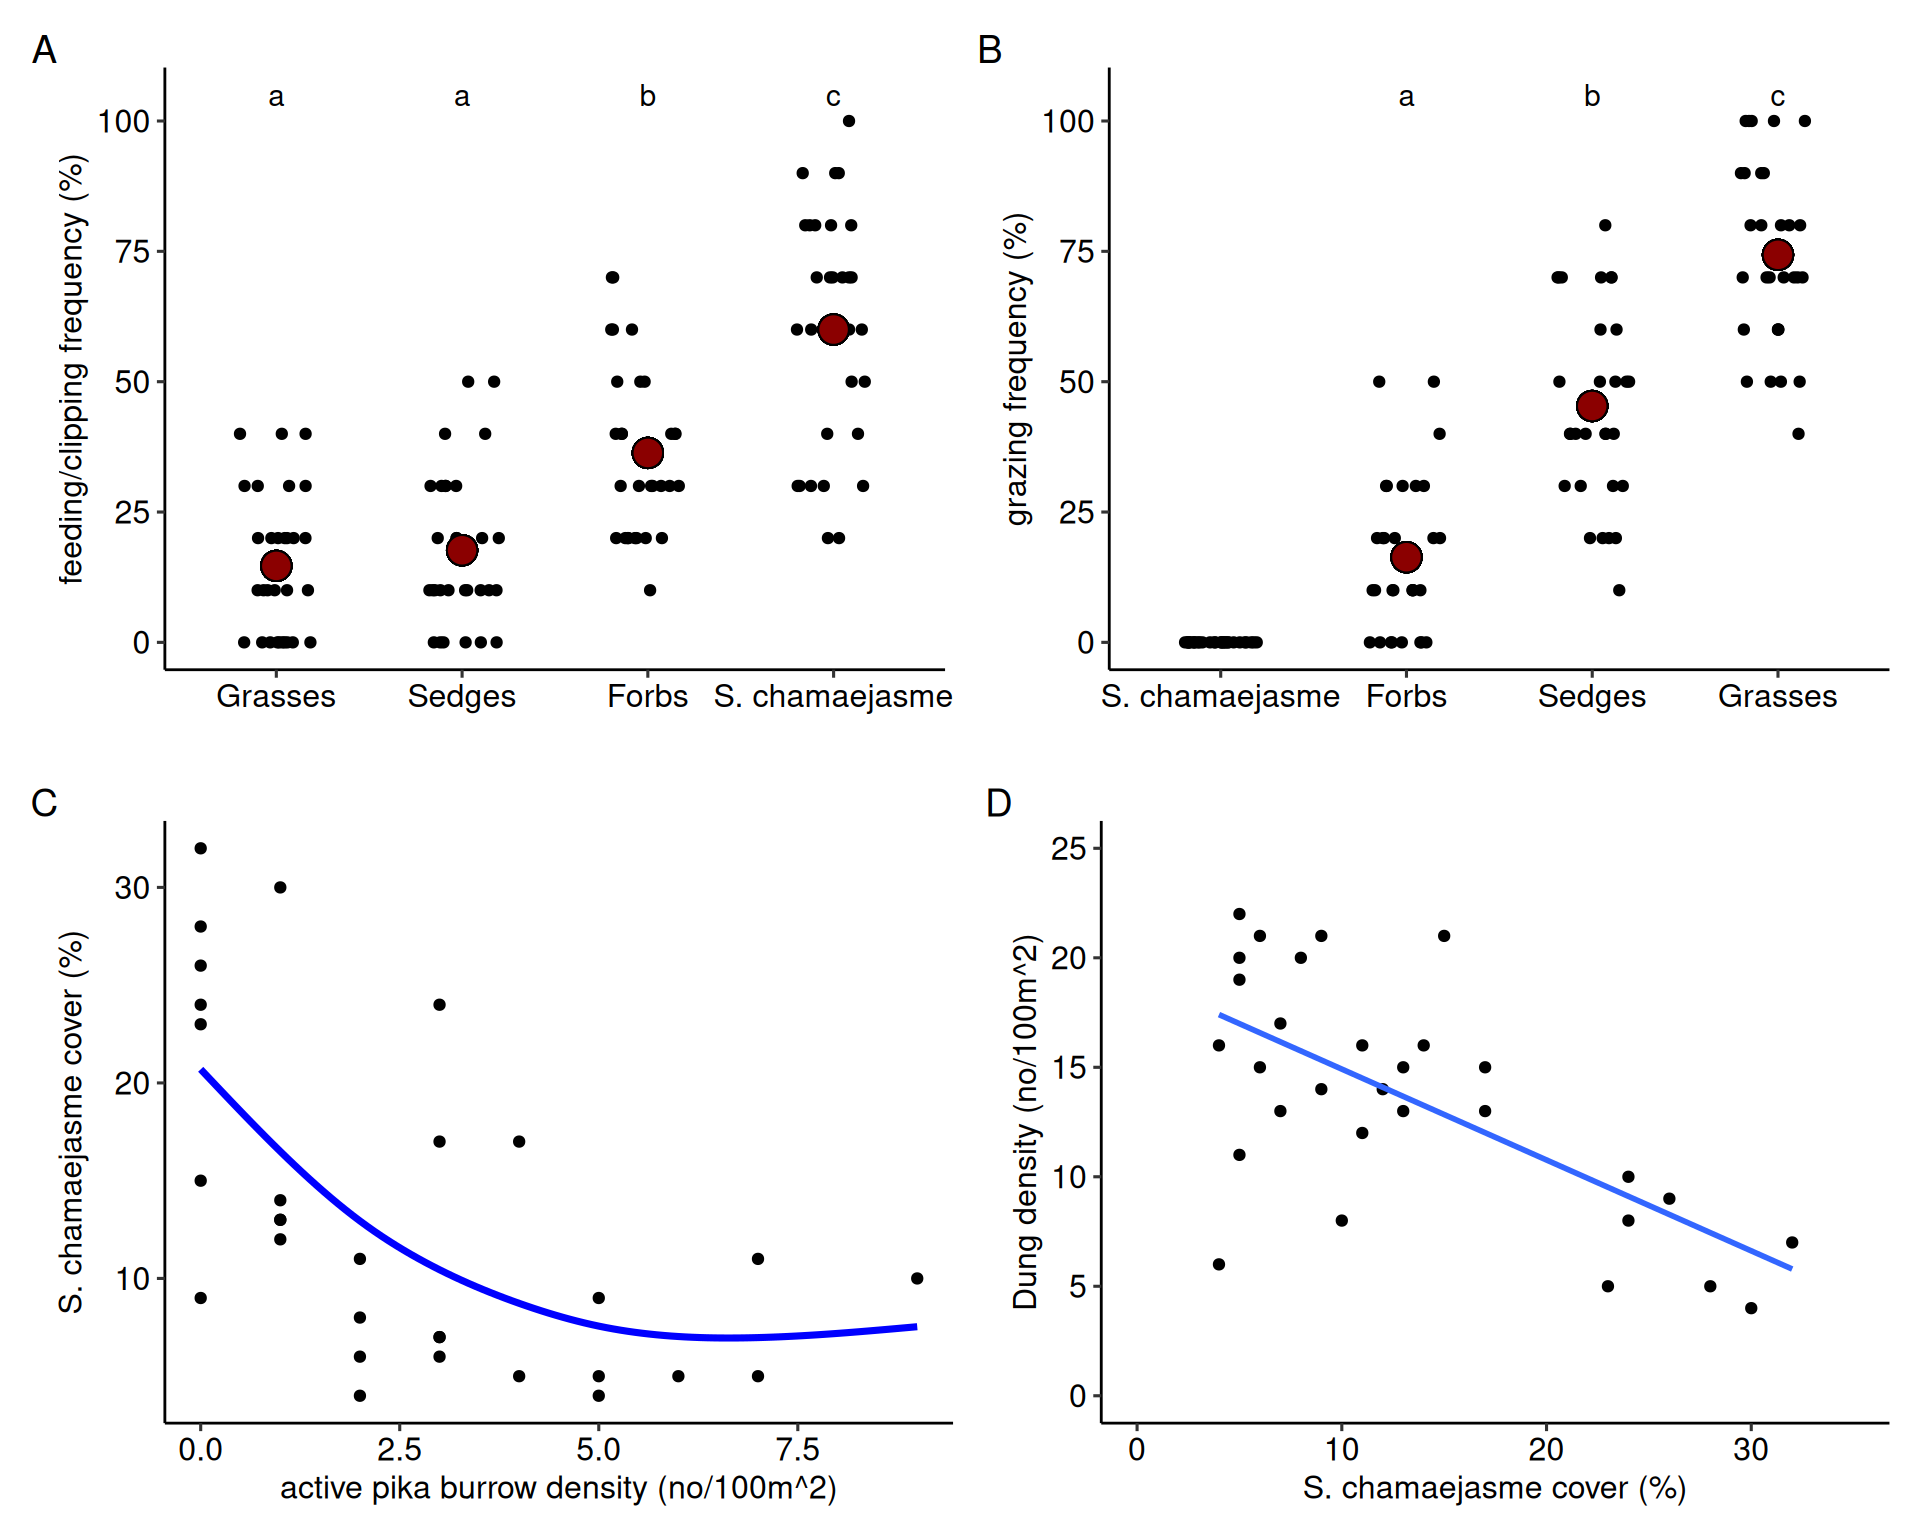 A
a a b c
100
75
50
25
0
feeding/clipping frequency (%)
Grasses Sedges Forbs S. chamaejasme
B
a b c
100
75
50
25
0
grazing frequency (%)
S. chamaejasme Forbs Sedges Grasses
C
30
20
10
S. chamaejasme cover (%)
0.0 2.5 5.0 7.5
active pika burrow density (no/100m^2)
D
25
20
15
10
5
0
Dung density (no/100m^2)
0 10 20 30
S. chamaejasme cover (%)